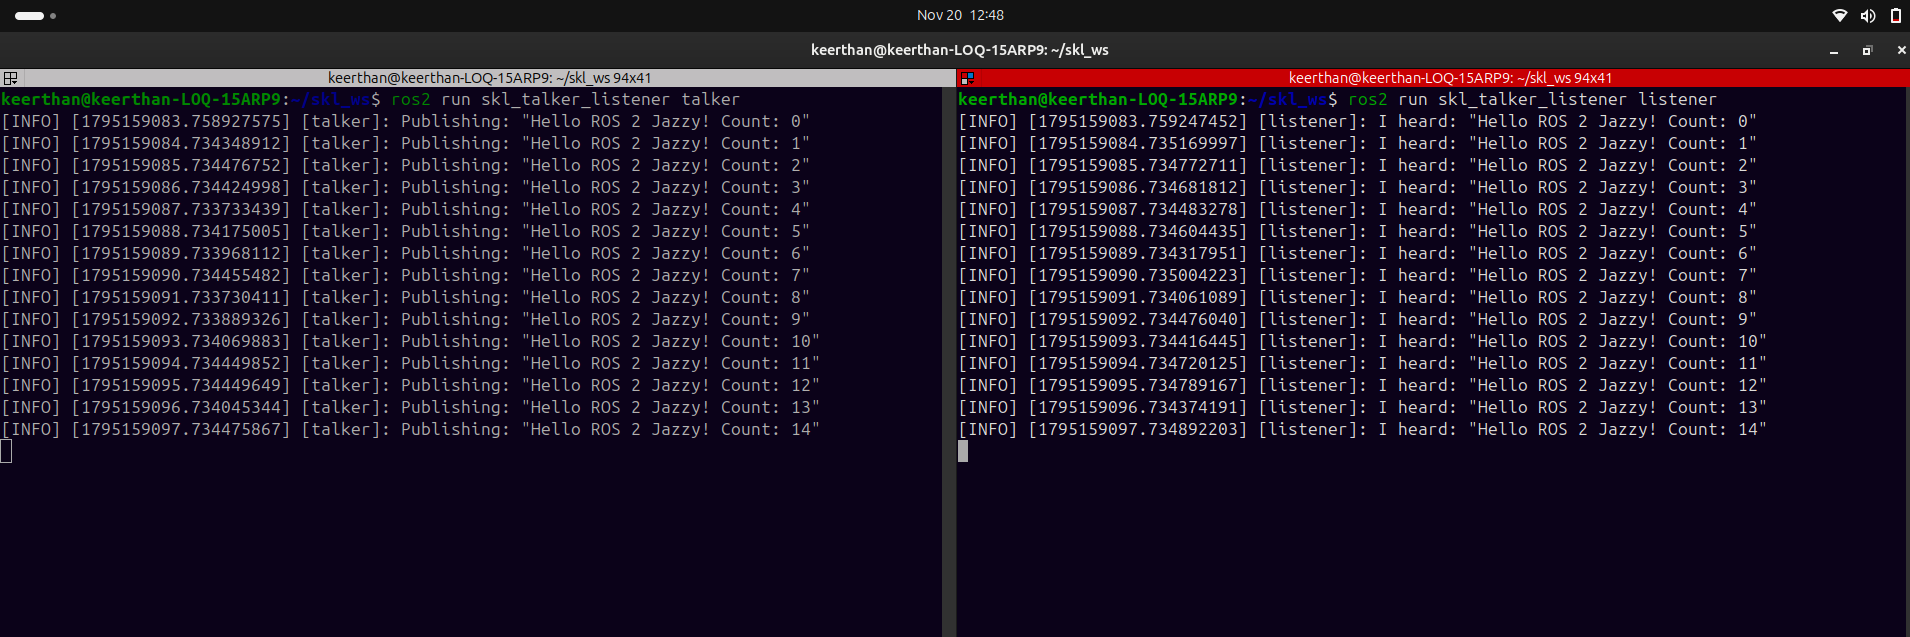 Nov 20 12:48
keerthan@keerthan-LOQ-15ARP9: ~/skl_ws
keerthan@keerthan-LOQ-15ARP9: ~/skl_ws 94x41
keerthan@keerthan-LOQ-15ARP9:~/skl_ws$ ros2 run skl_talker_listener talker
[INFO] [1795159083.758927575] [talker]: Publishing: "Hello ROS 2 Jazzy! Count: 0"
[INFO] [1795159084.734348912] [talker]: Publishing: "Hello ROS 2 Jazzy! Count: 1"
[INFO] [1795159085.734476752] [talker]: Publishing: "Hello ROS 2 Jazzy! Count: 2"
[INFO] [1795159086.734424998] [talker]: Publishing: "Hello ROS 2 Jazzy! Count: 3"
[INFO] [1795159087.733733439] [talker]: Publishing: "Hello ROS 2 Jazzy! Count: 4"
[INFO] [1795159088.734175005] [talker]: Publishing: "Hello ROS 2 Jazzy! Count: 5"
[INFO] [1795159089.733968112] [talker]: Publishing: "Hello ROS 2 Jazzy! Count: 6"
[INFO] [1795159090.734455482] [talker]: Publishing: "Hello ROS 2 Jazzy! Count: 7"
[INFO] [1795159091.733730411] [talker]: Publishing: "Hello ROS 2 Jazzy! Count: 8"
[INFO] [1795159092.733889326] [talker]: Publishing: "Hello ROS 2 Jazzy! Count: 9"
[INFO] [1795159093.734069883] [talker]: Publishing: "Hello ROS 2 Jazzy! Count: 10"
[INFO] [1795159094.734449852] [talker]: Publishing: "Hello ROS 2 Jazzy! Count: 11"
[INFO] [1795159095.734449649] [talker]: Publishing: "Hello ROS 2 Jazzy! Count: 12"
[INFO] [1795159096.734045344] [talker]: Publishing: "Hello ROS 2 Jazzy! Count: 13"
[INFO] [1795159097.734475867] [talker]: Publishing: "Hello ROS 2 Jazzy! Count: 14"
keerthan@keerthan-LOQ-15ARP9: ~/skl_ws 94x41
keerthan@keerthan-LOQ-15ARP9:~/skl_ws$ ros2 run skl_talker_listener listener
[INFO] [1795159083.759247452] [listener]: I heard: "Hello ROS 2 Jazzy! Count: 0"
[INFO] [1795159084.735169997] [listener]: I heard: "Hello ROS 2 Jazzy! Count: 1"
[INFO] [1795159085.734772711] [listener]: I heard: "Hello ROS 2 Jazzy! Count: 2"
[INFO] [1795159086.734681812] [listener]: I heard: "Hello ROS 2 Jazzy! Count: 3"
[INFO] [1795159087.734483278] [listener]: I heard: "Hello ROS 2 Jazzy! Count: 4"
[INFO] [1795159088.734604435] [listener]: I heard: "Hello ROS 2 Jazzy! Count: 5"
[INFO] [1795159089.734317951] [listener]: I heard: "Hello ROS 2 Jazzy! Count: 6"
[INFO] [1795159090.735004223] [listener]: I heard: "Hello ROS 2 Jazzy! Count: 7"
[INFO] [1795159091.734061089] [listener]: I heard: "Hello ROS 2 Jazzy! Count: 8"
[INFO] [1795159092.734476040] [listener]: I heard: "Hello ROS 2 Jazzy! Count: 9"
[INFO] [1795159093.734416445] [listener]: I heard: "Hello ROS 2 Jazzy! Count: 10"
[INFO] [1795159094.734720125] [listener]: I heard: "Hello ROS 2 Jazzy! Count: 11"
[INFO] [1795159095.734789167] [listener]: I heard: "Hello ROS 2 Jazzy! Count: 12"
[INFO] [1795159096.734374191] [listener]: I heard: "Hello ROS 2 Jazzy! Count: 13"
[INFO] [1795159097.734892203] [listener]: I heard: "Hello ROS 2 Jazzy! Count: 14"